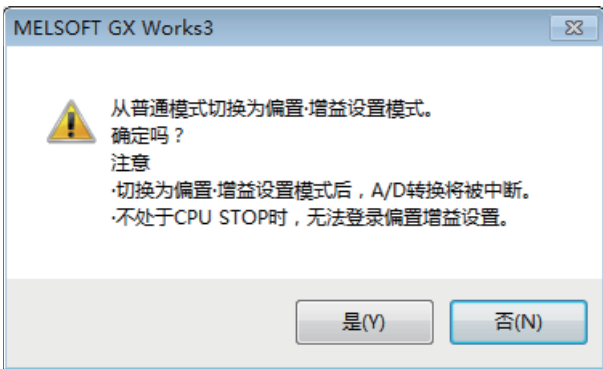 MELSOFT GX Works3
从普通模式切换为偏置·增益设置模式。
确定吗？
注意
·切换为偏置·增益设置模式后，A/D转换将被中断。
·不处于CPU STOP时，无法登录偏置增益设置。
是(Y)
否(N)